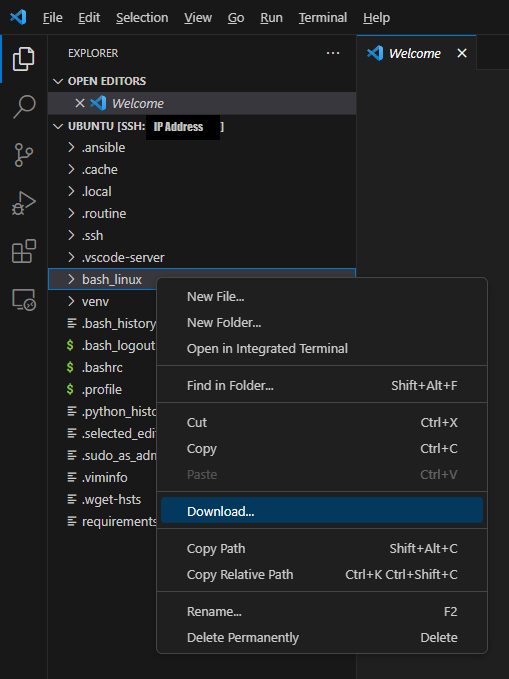 File Edit Selection View Go Run Terminal Help
EXPLORER ...
Welcome
OPEN EDITORS
Welcome
UBUNTU [SSH: IP Address ]
.ansible
.cache
.local
.routine
.ssh
.vscode-server
bash_linux
venv
.bash_history
.bash_logout
.bashrc
.profile
.python_histo
.selected_edi
.sudo_as_adm
.viminfo
.wget-hsts
requirements
New File...
New Folder...
Open in Integrated Terminal
Find in Folder... Shift+Alt+F
Cut Ctrl+X
Copy Ctrl+C
Paste Ctrl+V
Download...
Copy Path Shift+Alt+C
Copy Relative Path Ctrl+K Ctrl+Shift+C
Rename... F2
Delete Permanently Delete